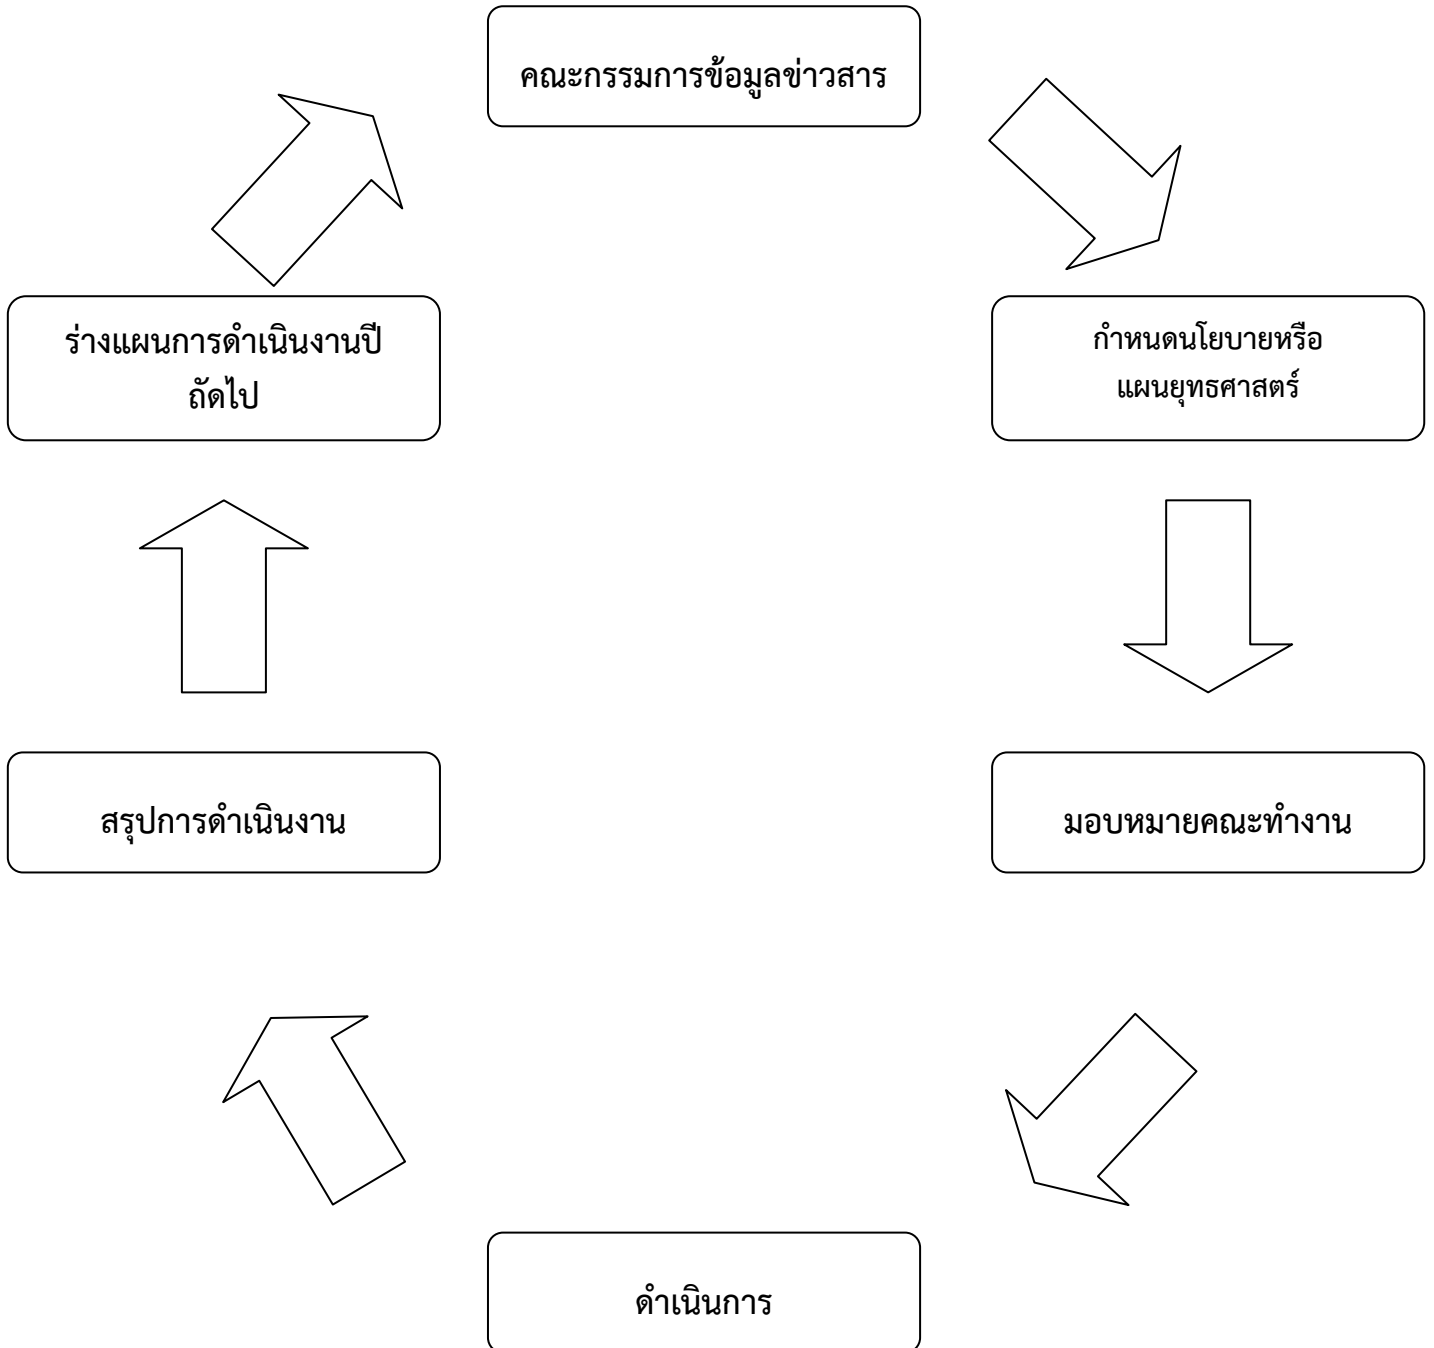 คณะกรรมการข้อมูลข่าวสาร
ร่างแผนการดำเนินงานปี
ถัดไป
กำหนดนโยบายหรือ
แผนยุทธศาสตร์
สรุปการดำเนินงาน
มอบหมายคณะทำงาน
ดำเนินการ